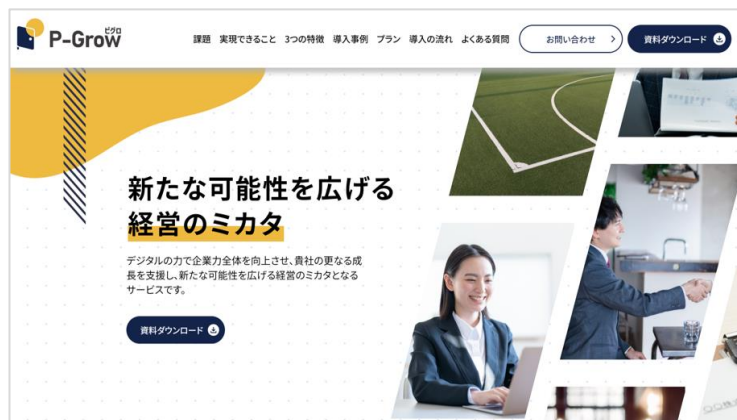 ピグロ
P-Grow
課題 実現できること 3つの特徴 導入事例 プラン 導入の流れ よくある質問 お問い合わせ 資料ダウンロード
新たな可能性を広げる
経営のミカタ
デジタルの力で企業力全体を向上させ、貴社の更なる成
長を支援し、新たな可能性を広げる経営のミカタとなる
サービスです。
資料ダウンロード